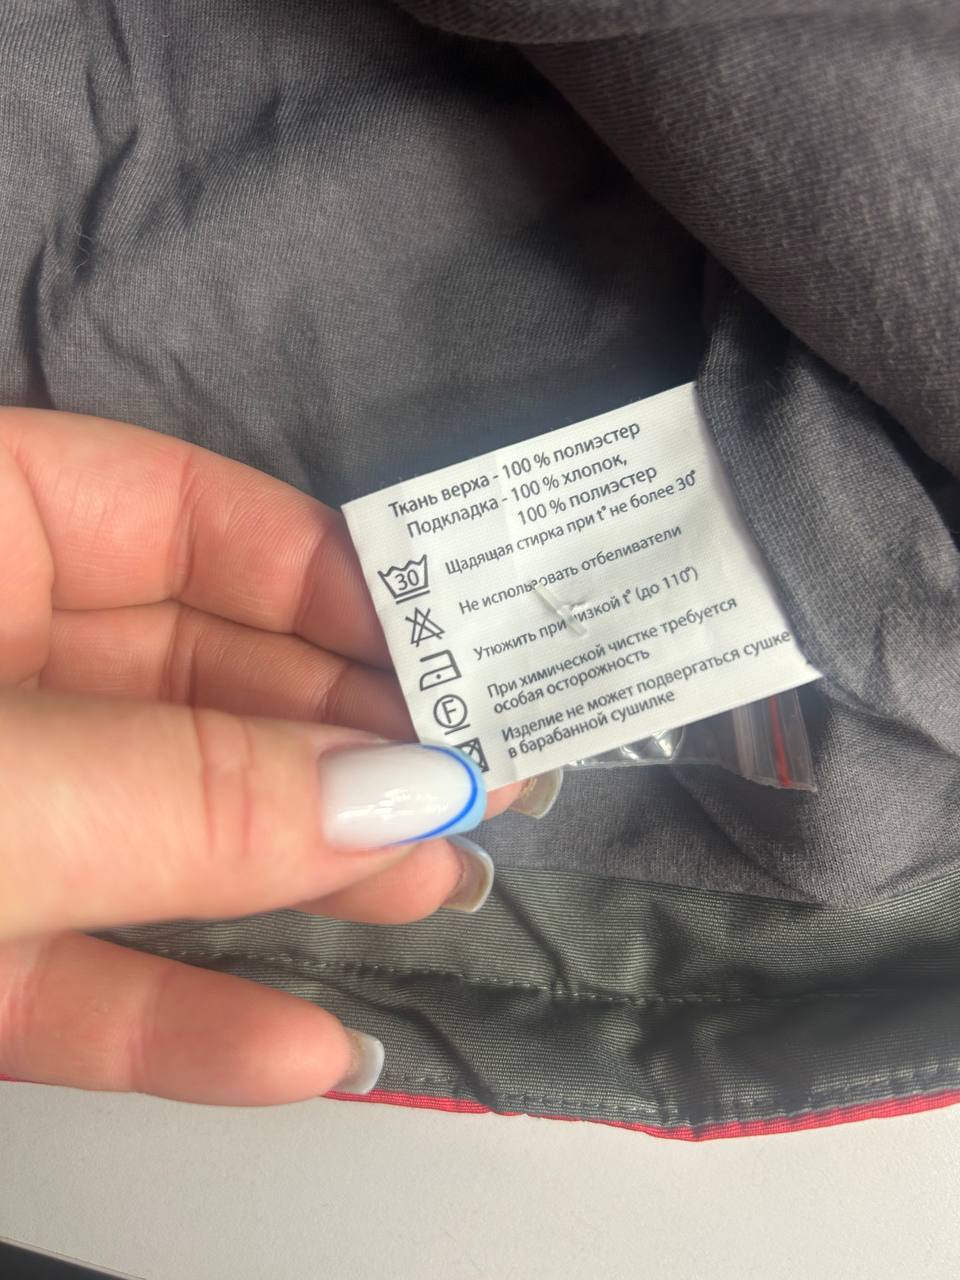 Ткань верха - 100 % полиэстер
Подкладка - 100 % хлопок,
100 % полиэстер
30 Щадящая стирка при t° не более 30°
Не использовать отбеливатели
Утюжить при низкой t° (до 110°)
F При химической чистке требуется
особая осторожность
Изделие не может подвергаться сушке
в барабанной сушилке